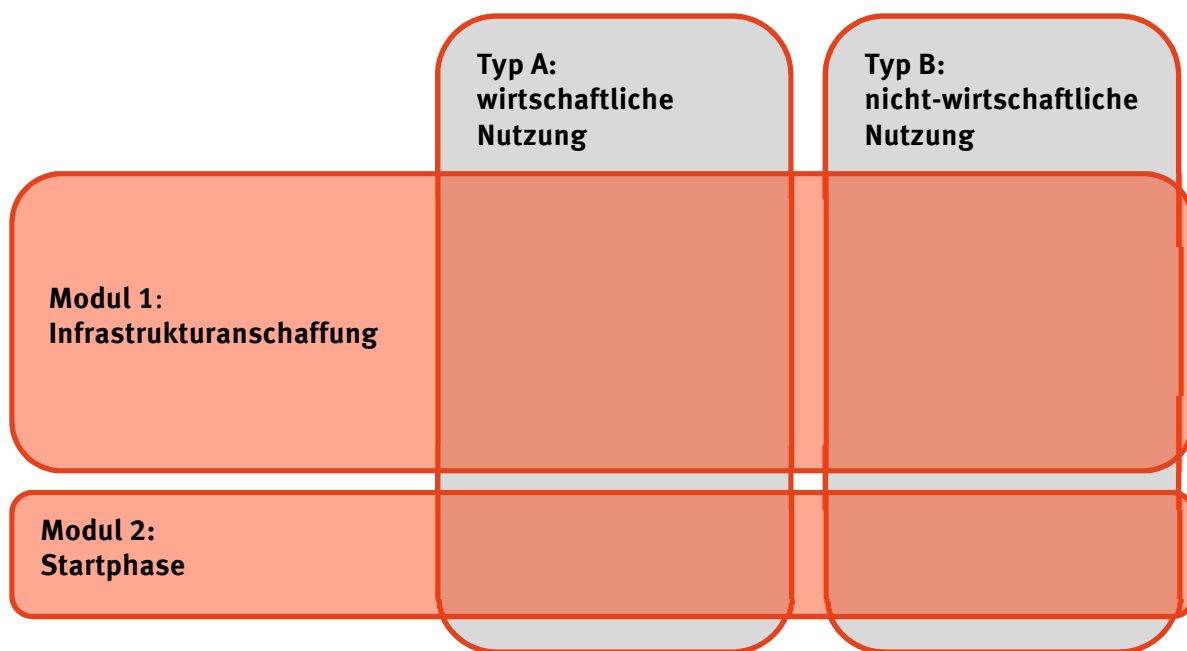 Typ A:
wirtschaftliche
Nutzung
Typ B:
nicht-wirtschaftliche
Nutzung
Modul 1:
Infrastrukturanschaffung
Modul 2:
Startphase